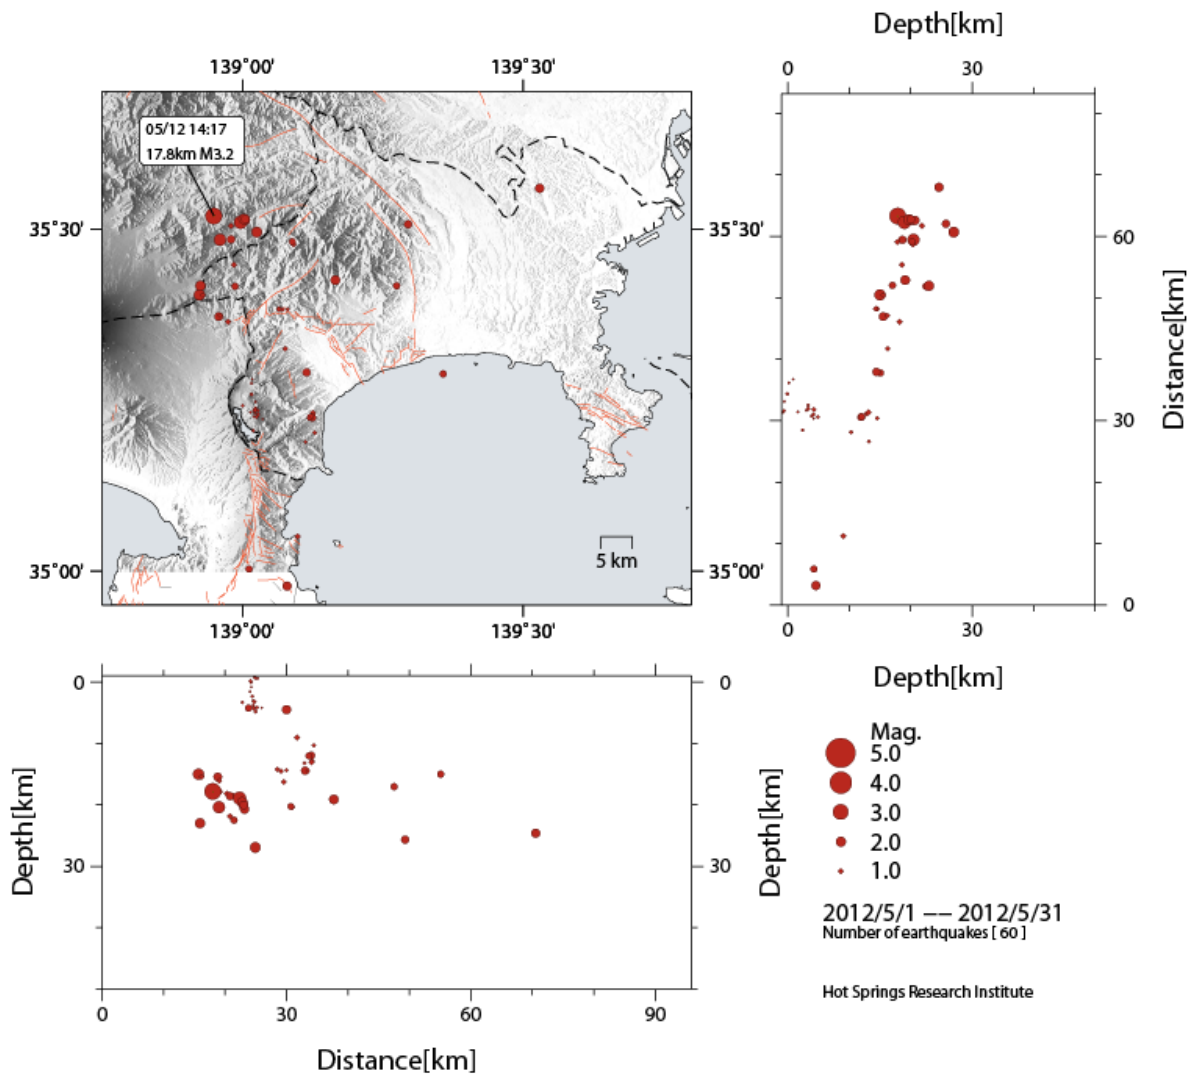 Depth[km]
139°00'
139°30'
0
30
05/12 14:17
17.8km M3.2
35°30'
35°30'
60
Distance[km]
30
5 km
35°00'
35°00'
0
139°00'
139°30'
0
30
Depth[km]
0
0
Depth[km]
30
30
Depth[km]
0
30
60
90
Distance[km]
Mag.
5.0
4.0
3.0
2.0
1.0
2012/5/1 −− 2012/5/31
Number of earthquakes [ 60 ]
Hot Springs Research Institute